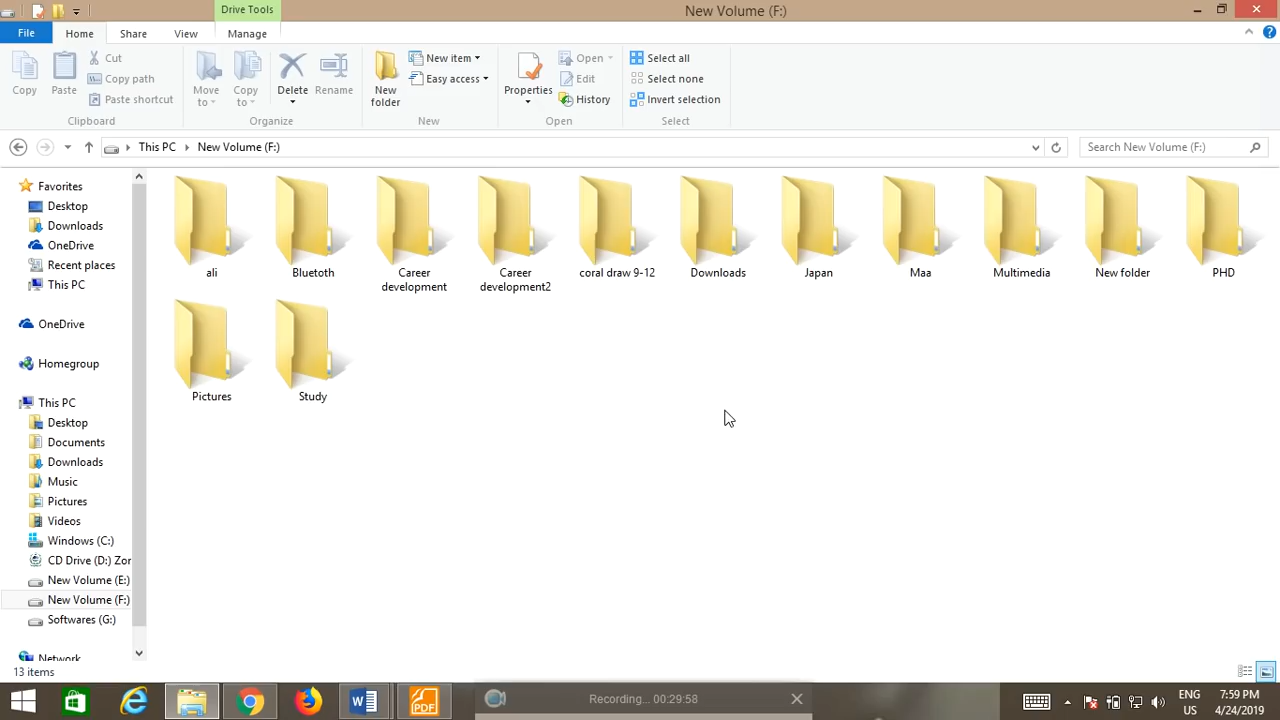 Drive Tools
New Volume (F:)
File Home Share View Manage
Copy
Paste
Cut
Copy path
Paste shortcut
Clipboard
Move to
Copy to
Delete
Rename
Organize
New folder
New item
Easy access
New
Properties
Open
Edit
History
Open
Select all
Select none
Invert selection
Select
This PC New Volume (F:)
Search New Volume (F:)
Favorites
Desktop
Downloads
OneDrive
Recent places
This PC
OneDrive
Homegroup
This PC
Desktop
Documents
Downloads
Music
Pictures
Videos
Windows (C:)
CD Drive (D:) Zor
New Volume (E:)
New Volume (F:)
Softwares (G:)
Network
ali
Bluetoth
Career development
Career development2
coral draw 9-12
Downloads
Japan
Maa
Multimedia
New folder
PHD
Pictures
Study
13 items
PDF
Recording... 00:29:58
ENG
US
7:59 PM
4/24/2019